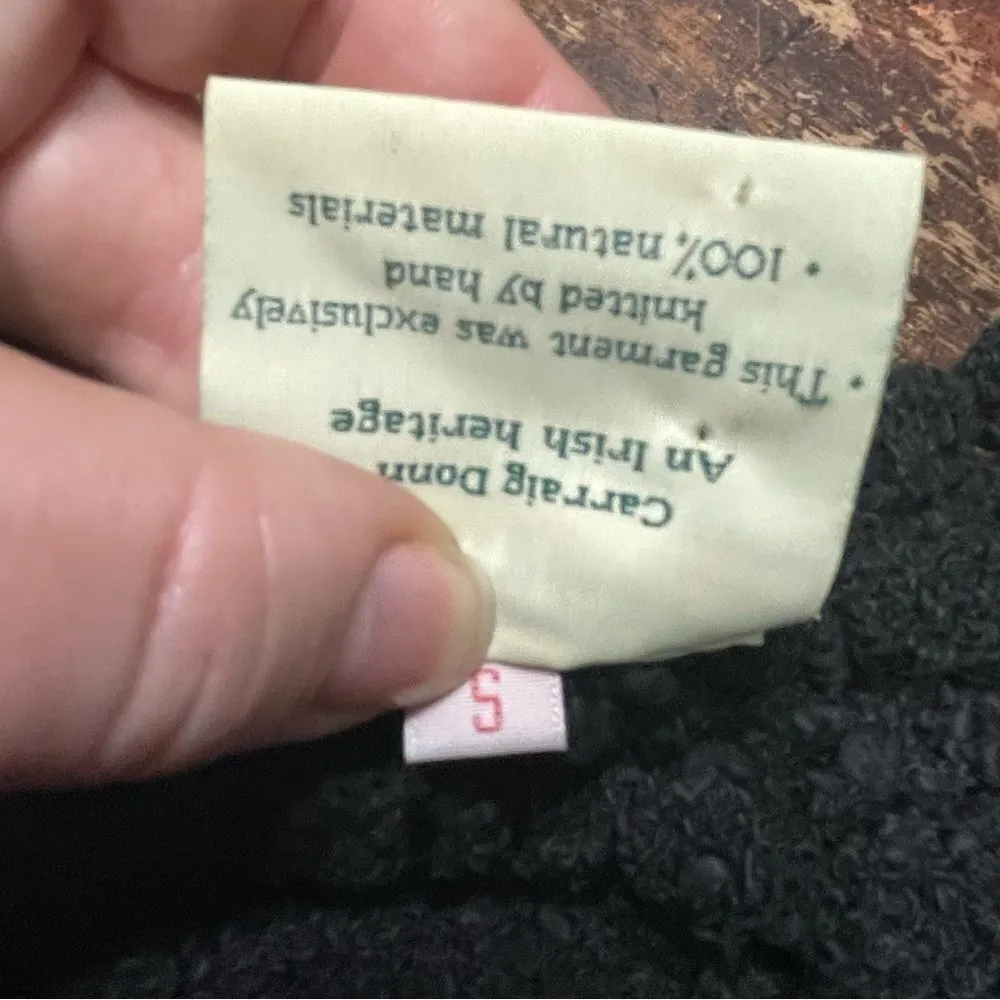 Carraig Donn
An Irish heritage
• This garment was exclusively
knitted by hand
• 100% natural materials
S